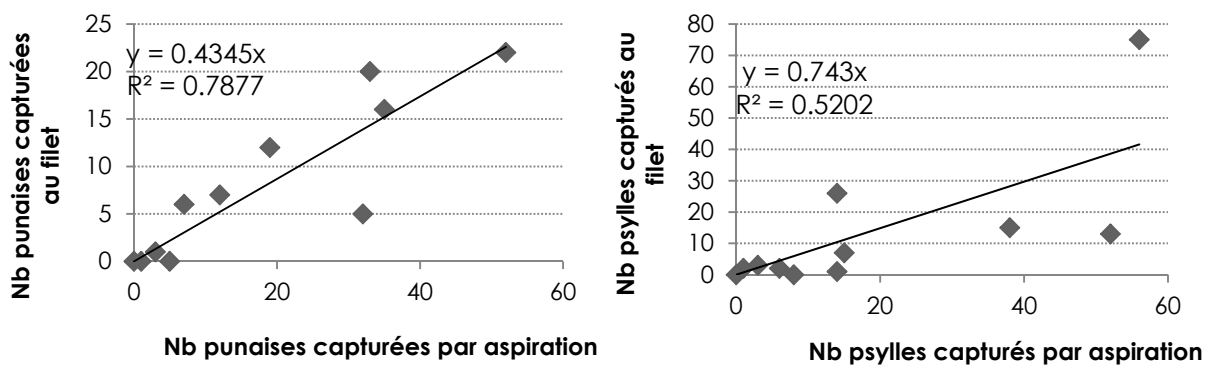 Nb punaises capturées
au filet
25
20
15
10
5
0
y = 0.4345x
R² = 0.7877
0
20
40
60
Nb punaises capturées par aspiration
Nb psylles capturés au
filet
80
70
60
50
40
30
20
10
0
y = 0.743x
R² = 0.5202
0
20
40
60
Nb psylles capturés par aspiration